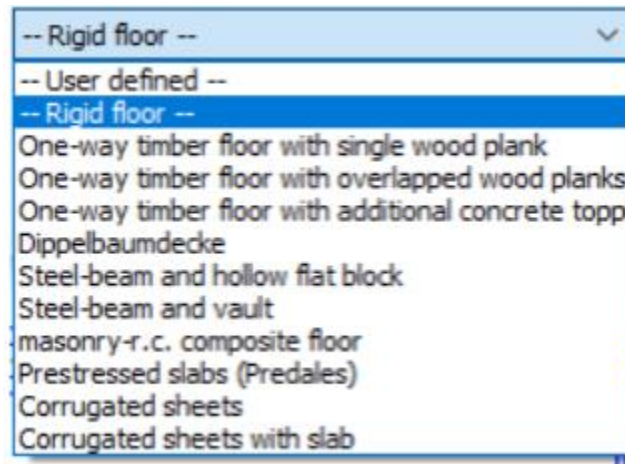 -- Rigid floor --
-- User defined --
-- Rigid floor --
One-way timber floor with single wood plank
One-way timber floor with overlapped wood planks
One-way timber floor with additional concrete topp
Dippelbaumdecke
Steel-beam and hollow flat block
Steel-beam and vault
masonry-r.c. composite floor
Prestressed slabs (Predales)
Corrugated sheets
Corrugated sheets with slab